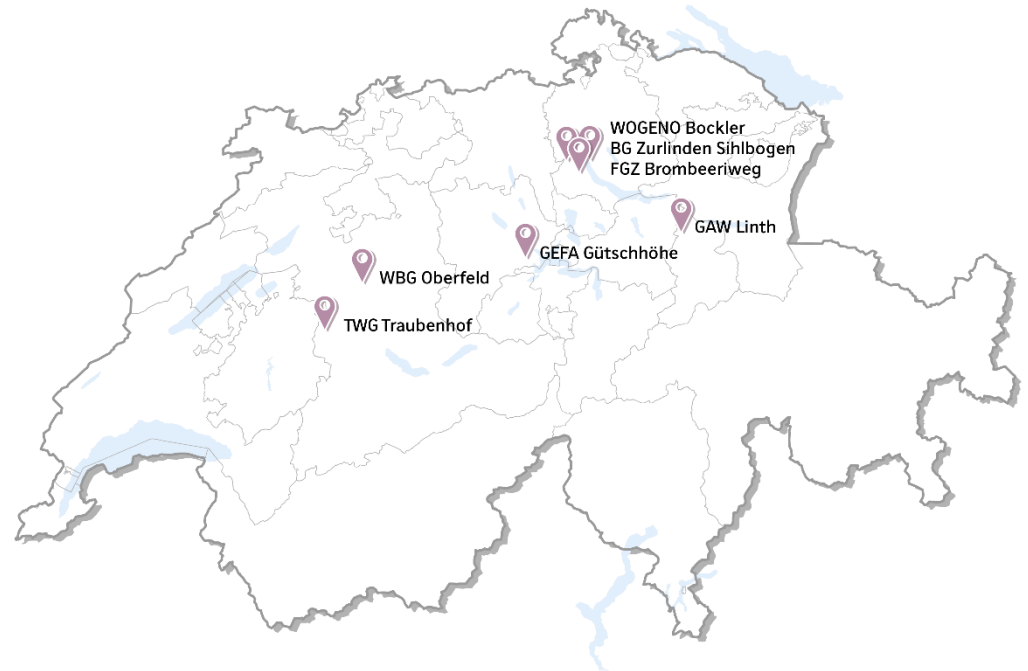 WOGENO Bockler
BG Zurlinden Sihlbogen
FGZ Brombeeriweg
GAW Linth
GEFA Gütschhöhe
WBG Oberfeld
TWG Traubenhof